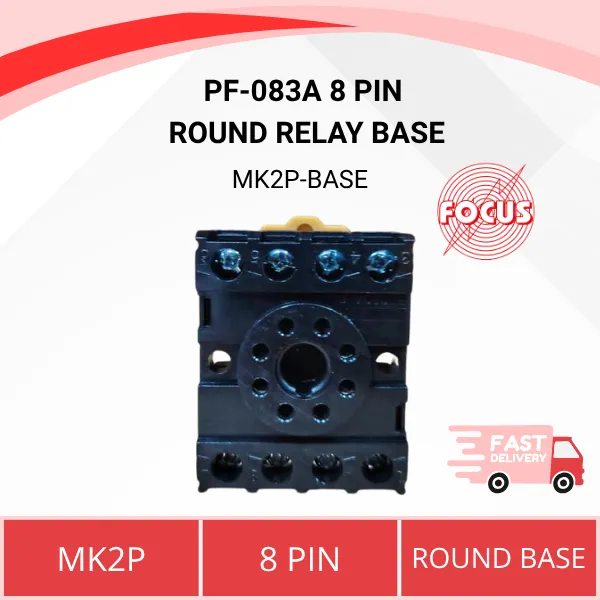 PF-083A 8 PIN
ROUND RELAY BASE
MK2P-BASE
FOCUS
FAST
DELIVERY
MK2P
8 PIN
ROUND BASE